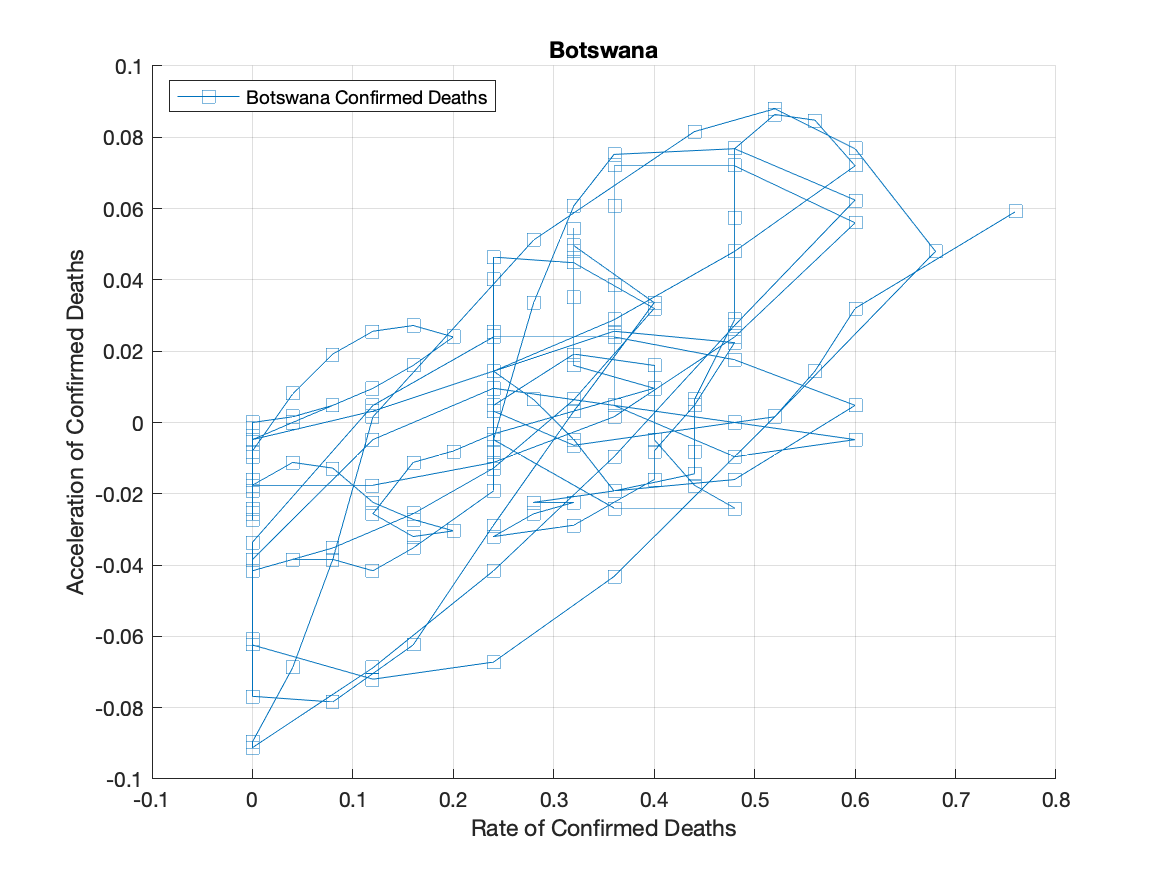 Botswana
Botswana Confirmed Deaths
0.1
0.08
0.06
0.04
0.02
0
-0.02
-0.04
-0.06
-0.08
-0.1
Acceleration of Confirmed Deaths
-0.1 0 0.1 0.2 0.3 0.4 0.5 0.6 0.7 0.8
Rate of Confirmed Deaths